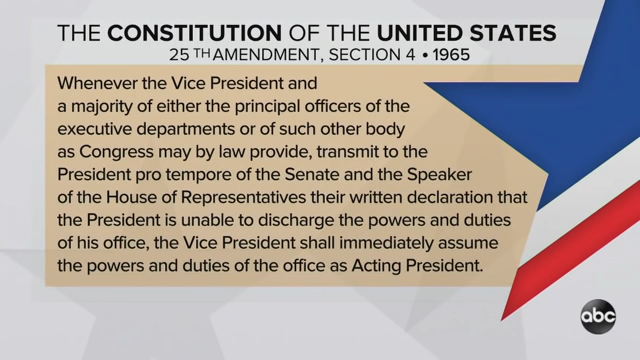 THE CONSTITUTION OF THE UNITED STATES
25 TH AMENDMENT, SECTION 4 • 1965
Whenever the Vice President and
a majority of either the principal officers of the
executive departments or of such other body
as Congress may by law provide, transmit to the
President pro tempore of the Senate and the Speaker
of the House of Representatives their written declaration that
the President is unable to discharge the powers and duties
of his office, the Vice President shall immediately assume
the powers and duties of the office as Acting President.
abc